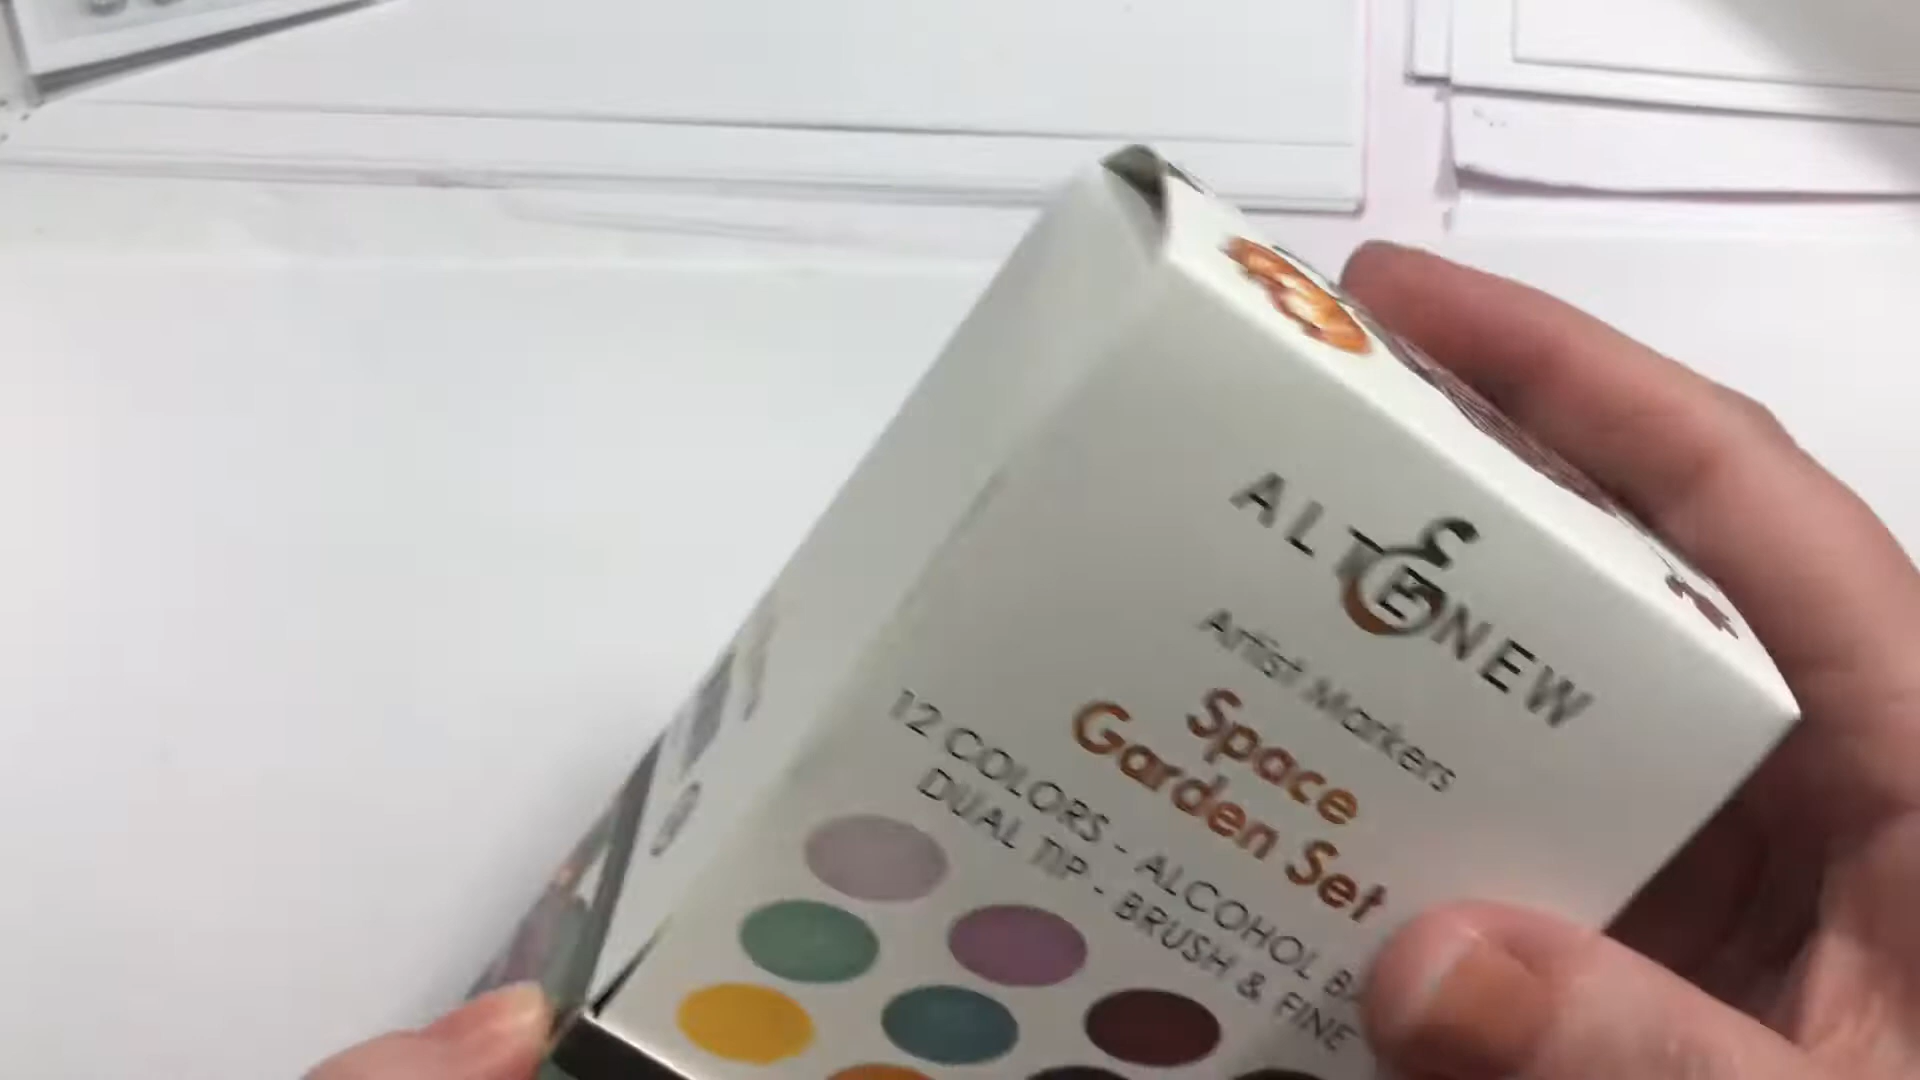 ALTENEW
Artist Markers
Space
Garden Set
12 COLORS - ALCOHOL
DUAL TIP - BRUSH & FINE